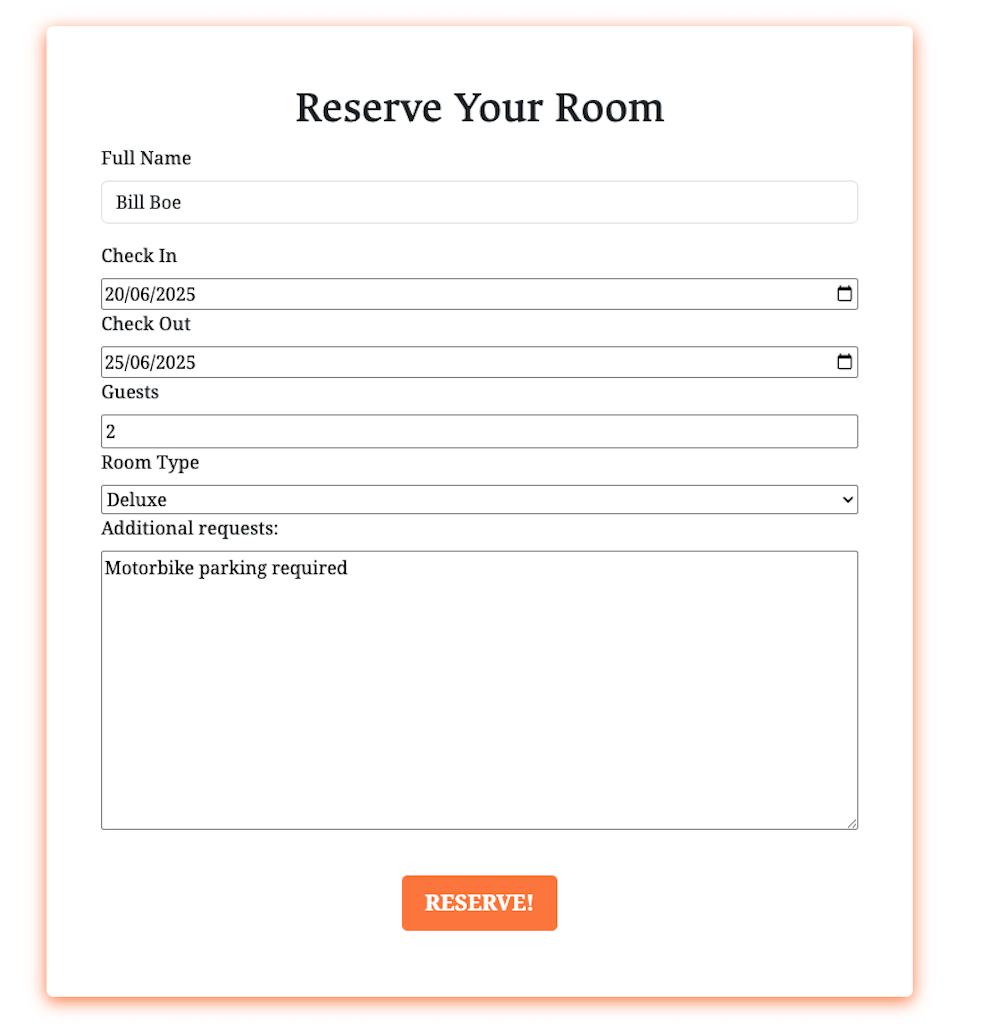 Reserve Your Room
Full Name
Bill Boe
Check In
20/06/2025
Check Out
25/06/2025
Guests
2
Room Type
Deluxe
Additional requests:
Motorbike parking required
RESERVE!